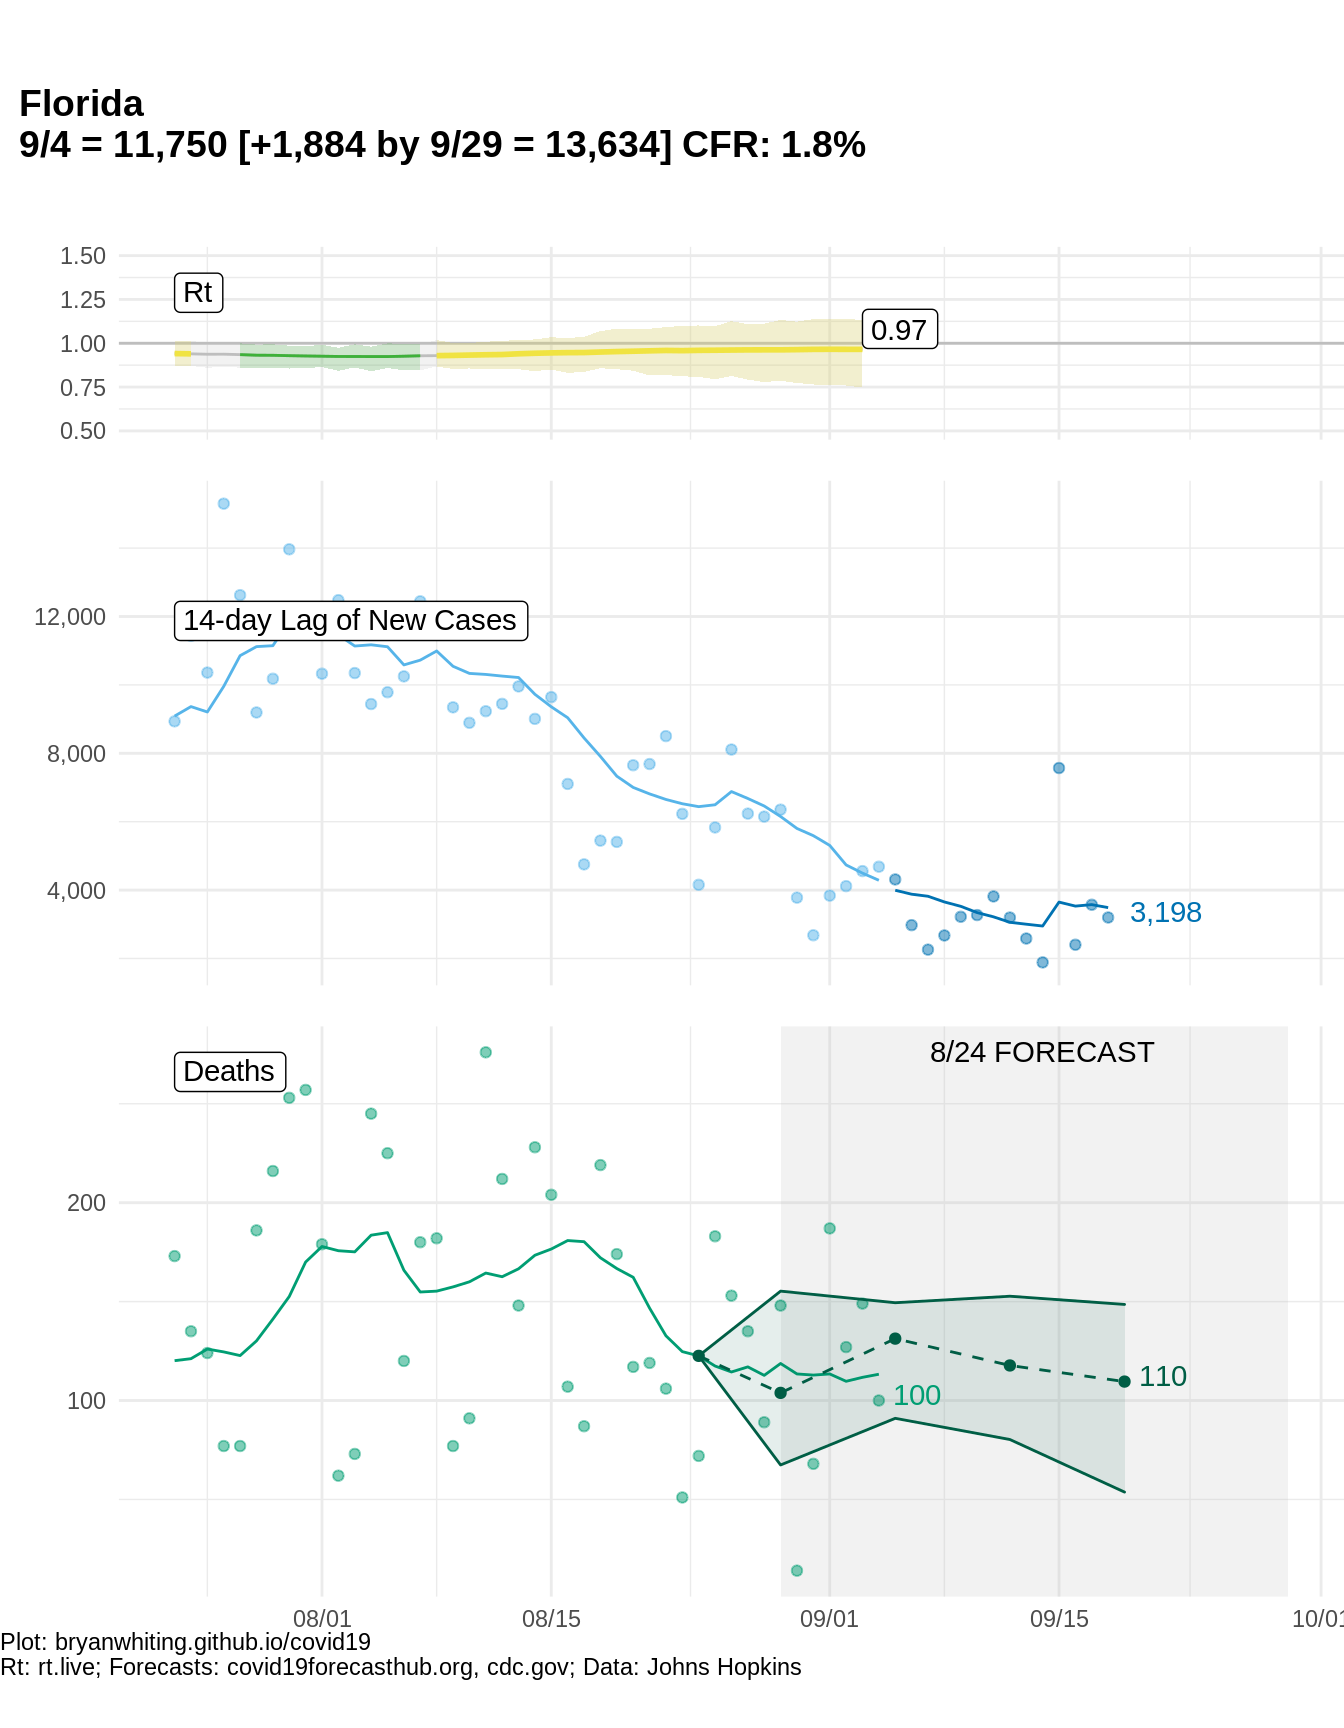 Florida
9/4 = 11,750 [+1,884 by 9/29 = 13,634] CFR: 1.8%
1.50
Rt
1.25
0.97
1.00
0.75
0.50
12,000
14-day Lag of New Cases
8,000
4,000
3,198
8/24 FORECAST
Deaths
200
110
100
100
08/01
08/15
09/01
09/15
10/01
Plot: bryanwhiting.github.io/covid19
Rt: rt.live; Forecasts: covid19forecasthub.org, cdc.gov; Data: Johns Hopkins